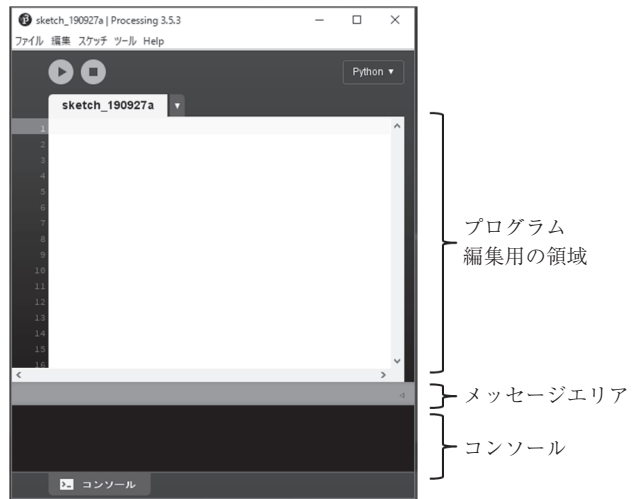 sketch_190927a | Processing 3.5.3
ファイル 編集 スケッチ ツール Help
Python ▼
sketch_190927a ▼
1
2
3
4
5
6
7
8
9
10
11
12
13
14
15
16
プログラム
編集用の領域
メッセージエリア
コンソール
>_ コンソール